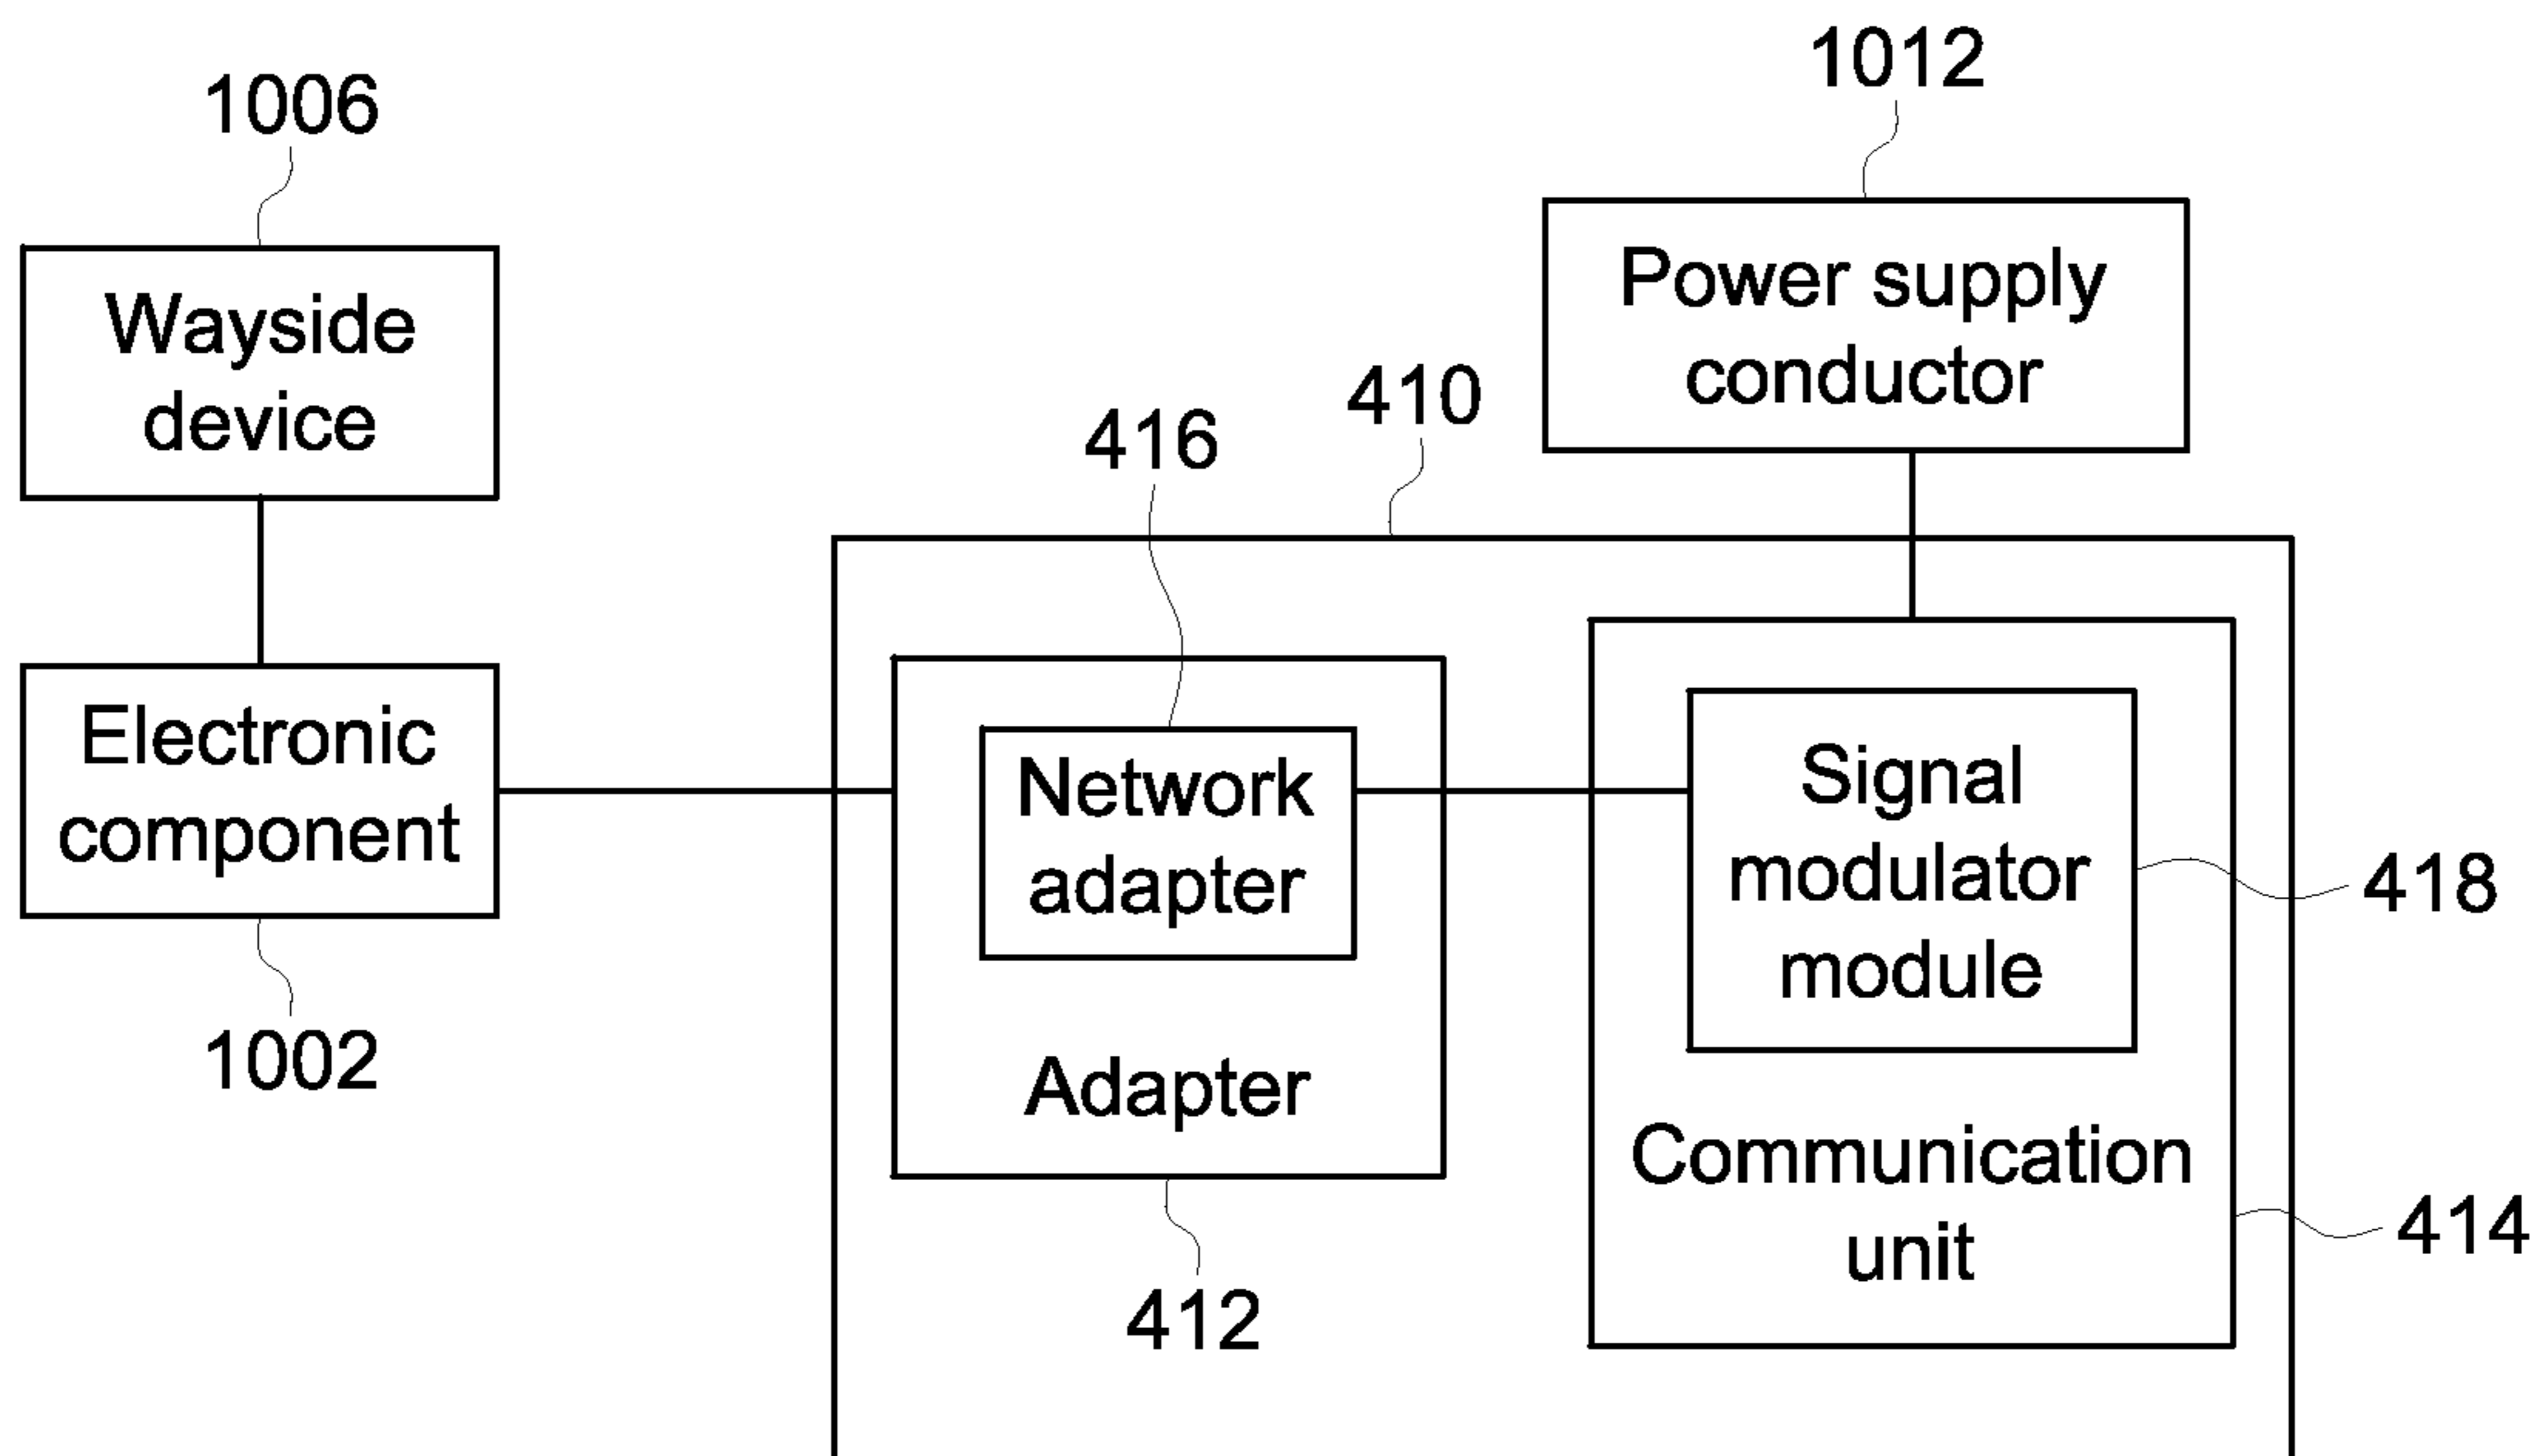 1006
Wayside
device
Electronic
component
1002
1012
Power supply
conductor
410
416
Network
adapter
Adapter
412
Signal
modulator
module
418
Communication
unit
414